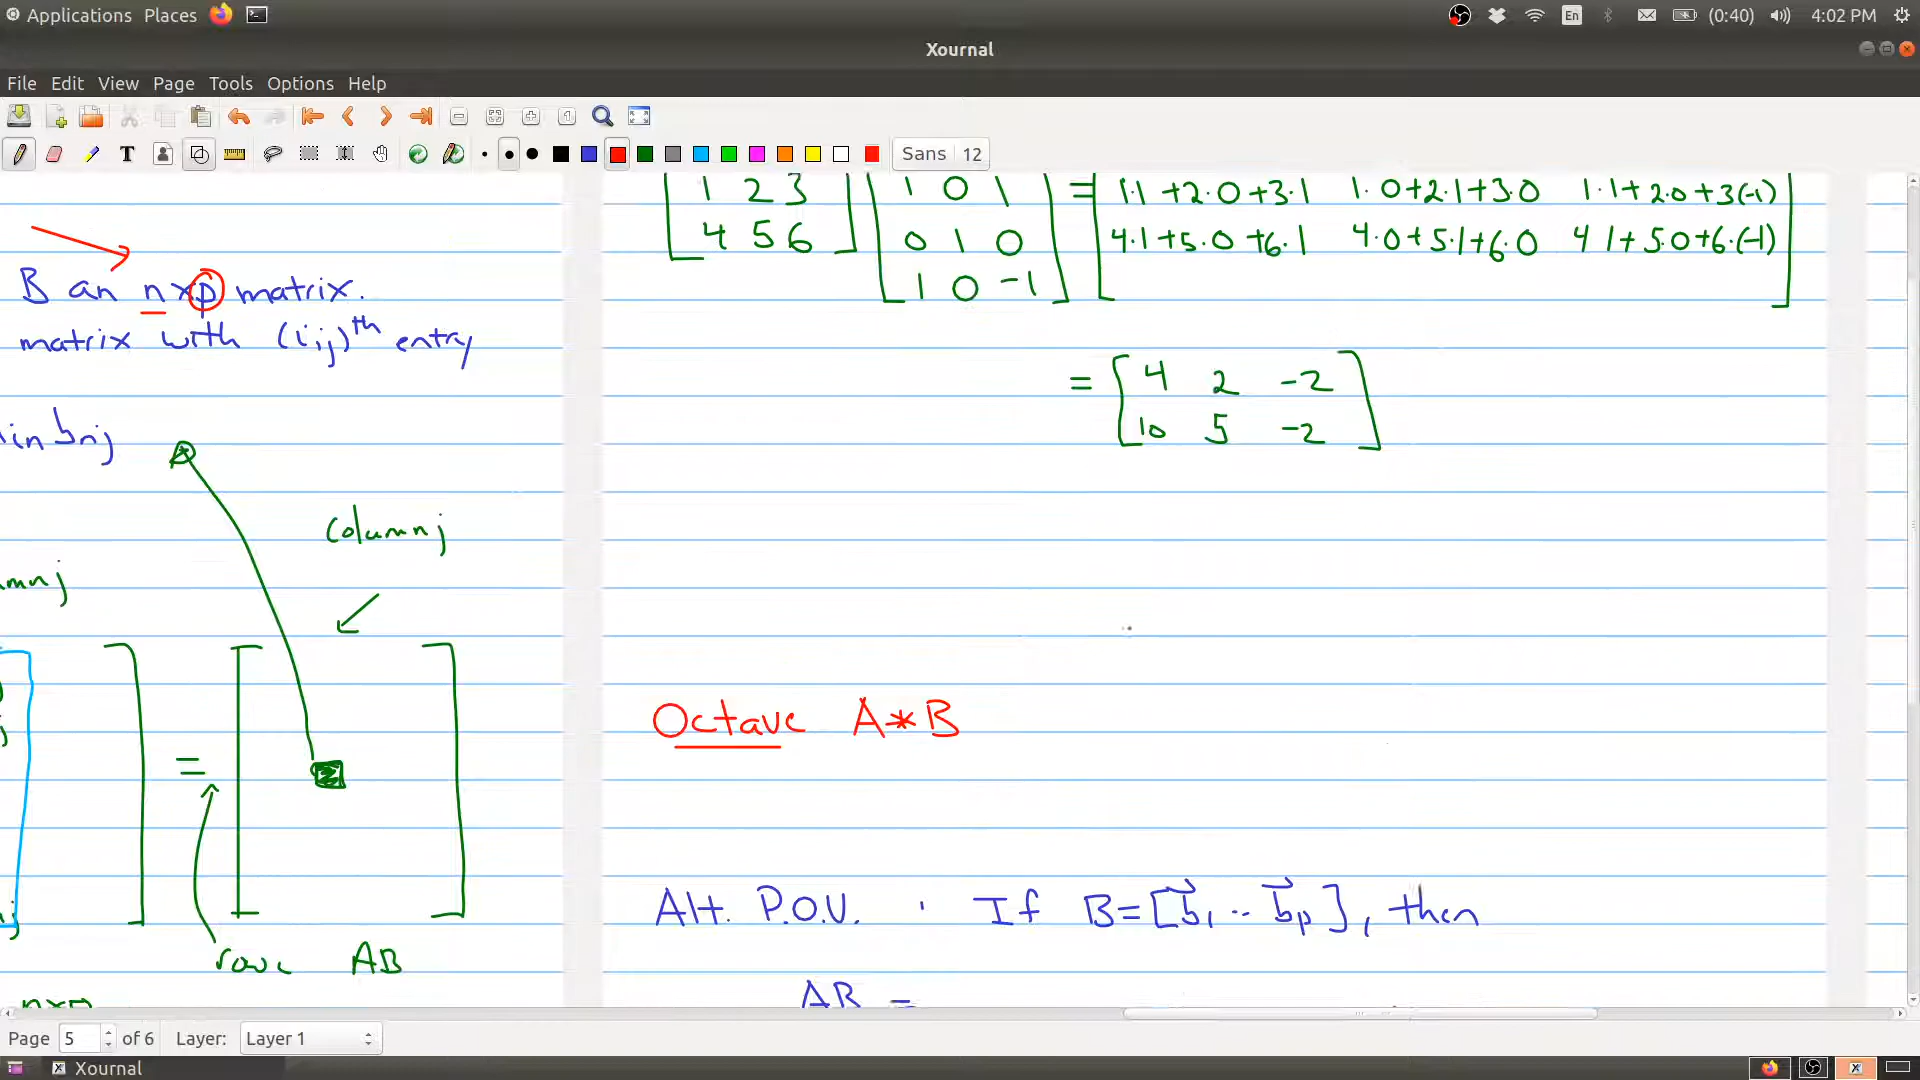 Applications Places En (0:40) 4:02 PM
Xournal
File Edit View Page Tools Options Help
T Sans 12
B an n×p matrix.
matrix with (i,j)th entry
in bnj
column j
mn j
=
row i AB
n×p
[1 2 3] [1 0 1] = [1·1+2·0+3·1 1·0+2·1+3·0 1·1+2·0+3(-1)]
[4 5 6] [0 1 0] [4·1+5·0+6·1 4·0+5·1+6·0 4 1+5·0+6·(-1)]
[1 0 -1]
= [4 2 -2]
[10 5 -2]
Octave A*B
Alt. P.O.V. . If B=[b⃗1 .. b⃗p], then
AB =
Page 5 of 6 Layer: Layer 1
Xournal